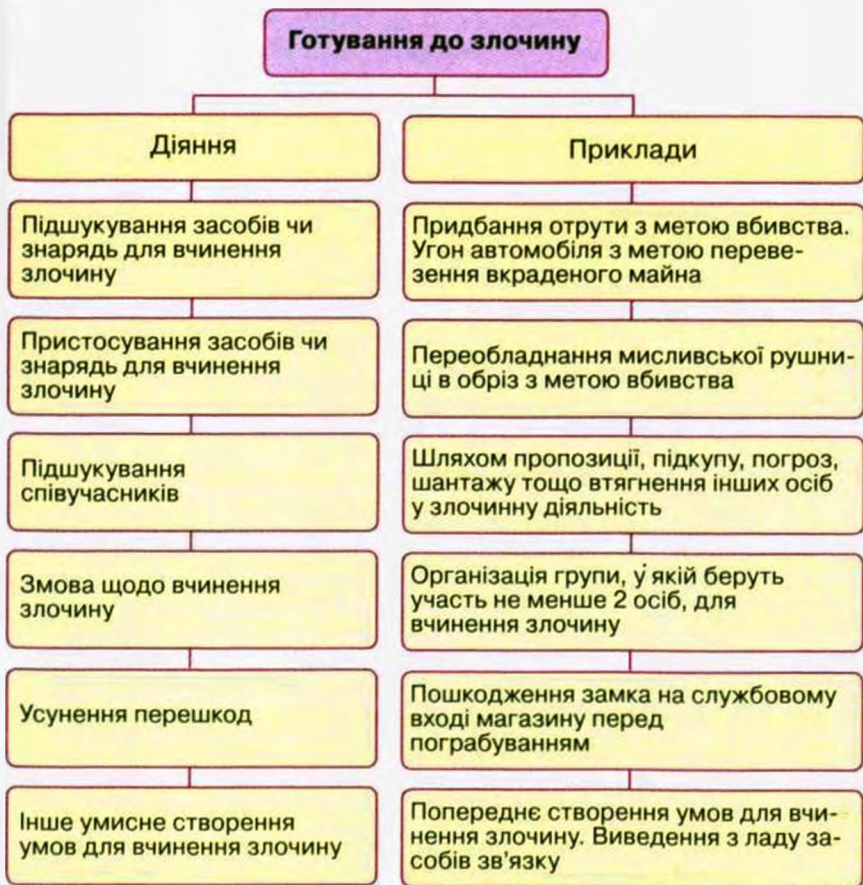 Готування до злочину
Діяння
Приклади
Підшукування засобів чи
знарядь для вчинення
злочину
Придбання отрути з метою вбивства.
Угон автомобіля з метою переве-
зення вкраденого майна
Пристосування засобів чи
знарядь для вчинення
злочину
Переобладнання мисливської рушни-
ці в обріз з метою вбивства
Підшукування
співучасників
Шляхом пропозиції, підкупу, погроз,
шантажу тощо втягнення інших осіб
у злочинну діяльність
Змова щодо вчинення
злочину
Організація групи, у якій беруть
участь не менше 2 осіб, для
вчинення злочину
Усунення перешкод
Пошкодження замка на службовому
вході магазину перед
пограбуванням
Інше умисне створення
умов для вчинення злочину
Попереднє створення умов для вчи-
нення злочину. Виведення з ладу за-
собів зв'язку